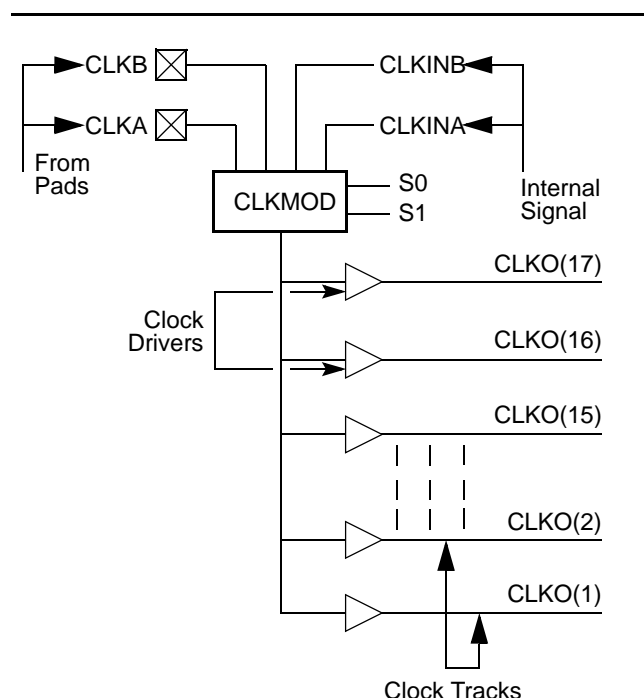 CLKB
CLKINB
CLKA
CLKINA
From
Pads
CLKMOD
S0
S1
Internal
Signal
CLKO(17)
Clock
Drivers
CLKO(16)
CLKO(15)
CLKO(2)
CLKO(1)
Clock Tracks